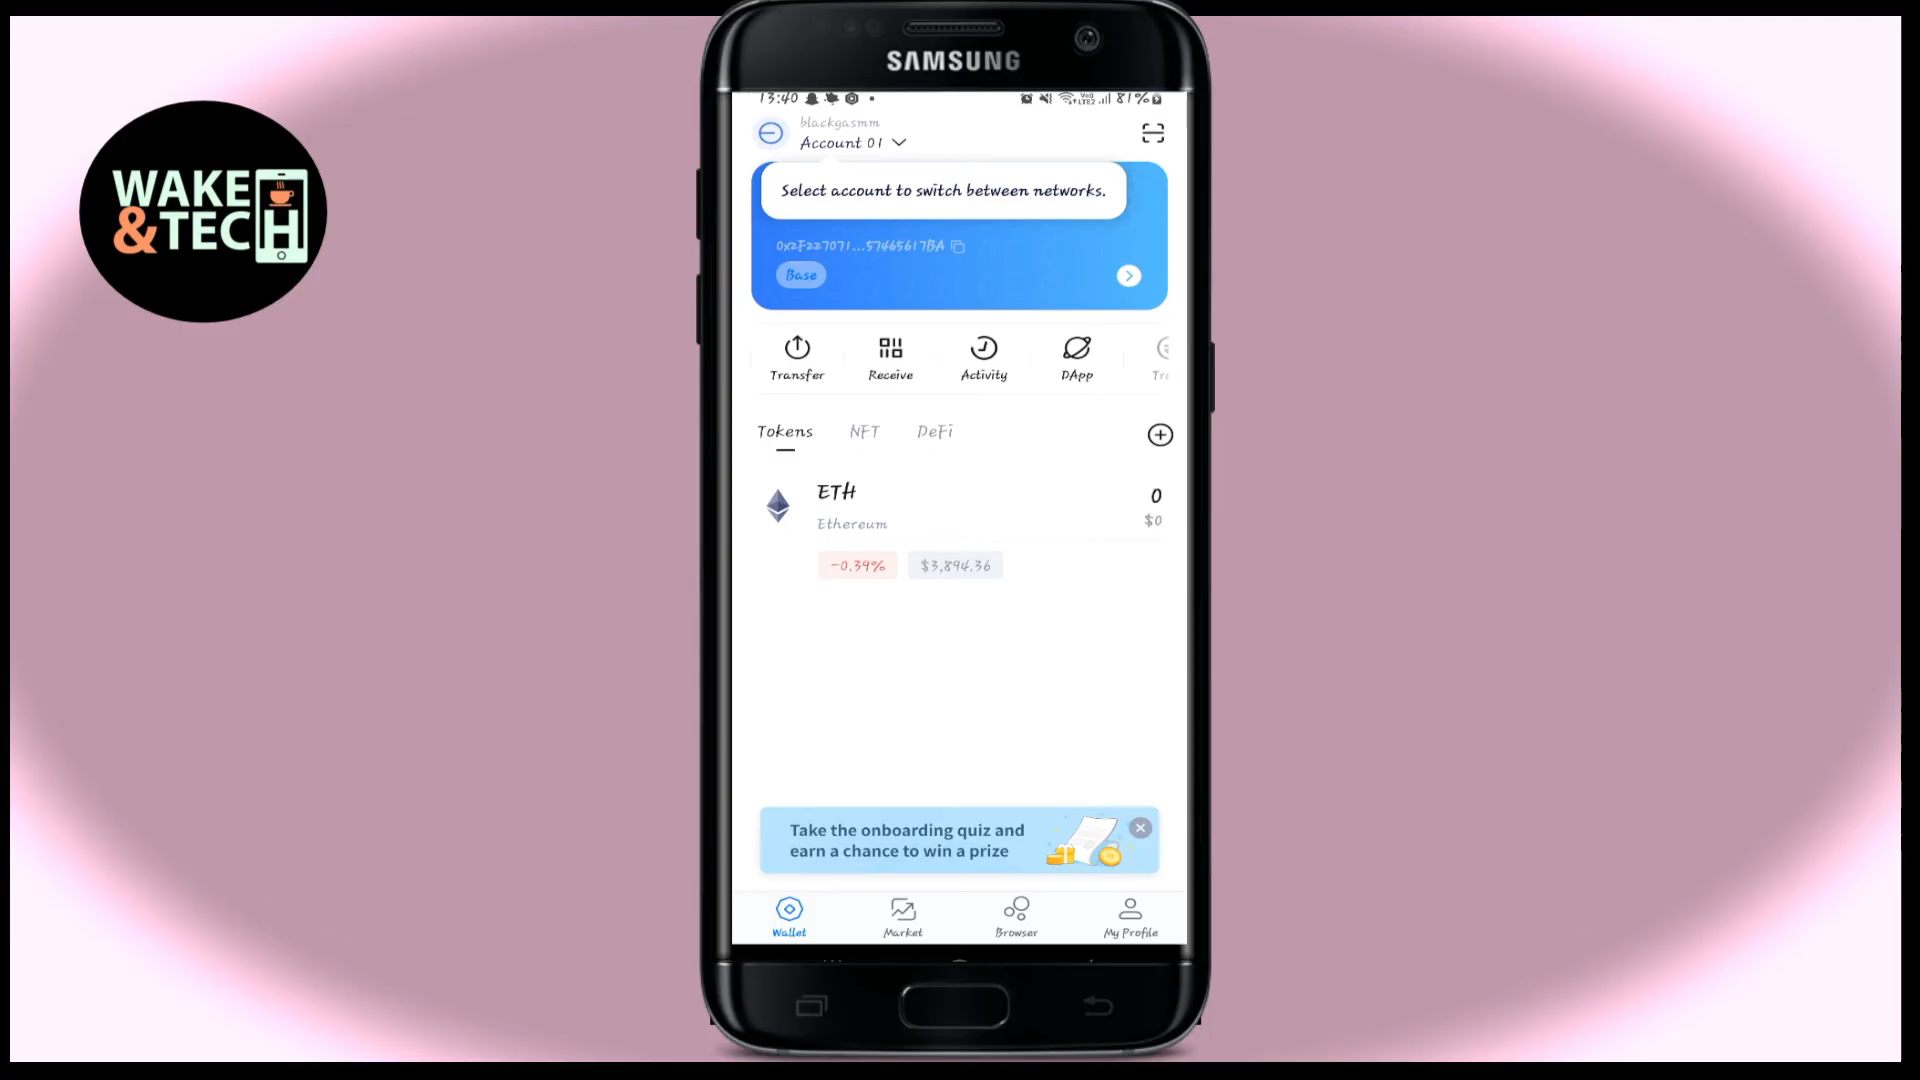 SAMSUNG
WAKE
&TECH
13:40
81%
blackgasmm
Account 01
Select account to switch between networks.
0x2F227071...57465617BA
Base
Transfer
Receive
Activity
DApp
Tokens
NFT
DeFi
ETH
0
Ethereum
$0
-0.39%
$3,894.36
Take the onboarding quiz and
earn a chance to win a prize
Wallet
Market
Browser
My Profile